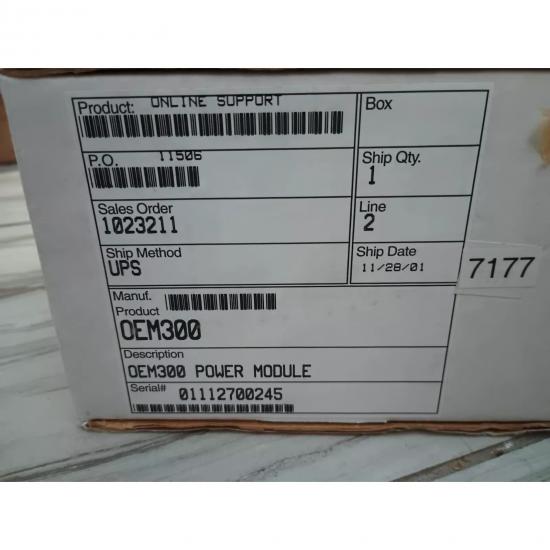 Product: ONLINE SUPPORT
Box
P.O. 11506
Ship Qty.
1
Sales Order
1023211
Line
2
Ship Method
UPS
Ship Date
11/28/01
7177
Manuf.
Product
OEM300
Description
OEM300 POWER MODULE
Serial# 01112700245